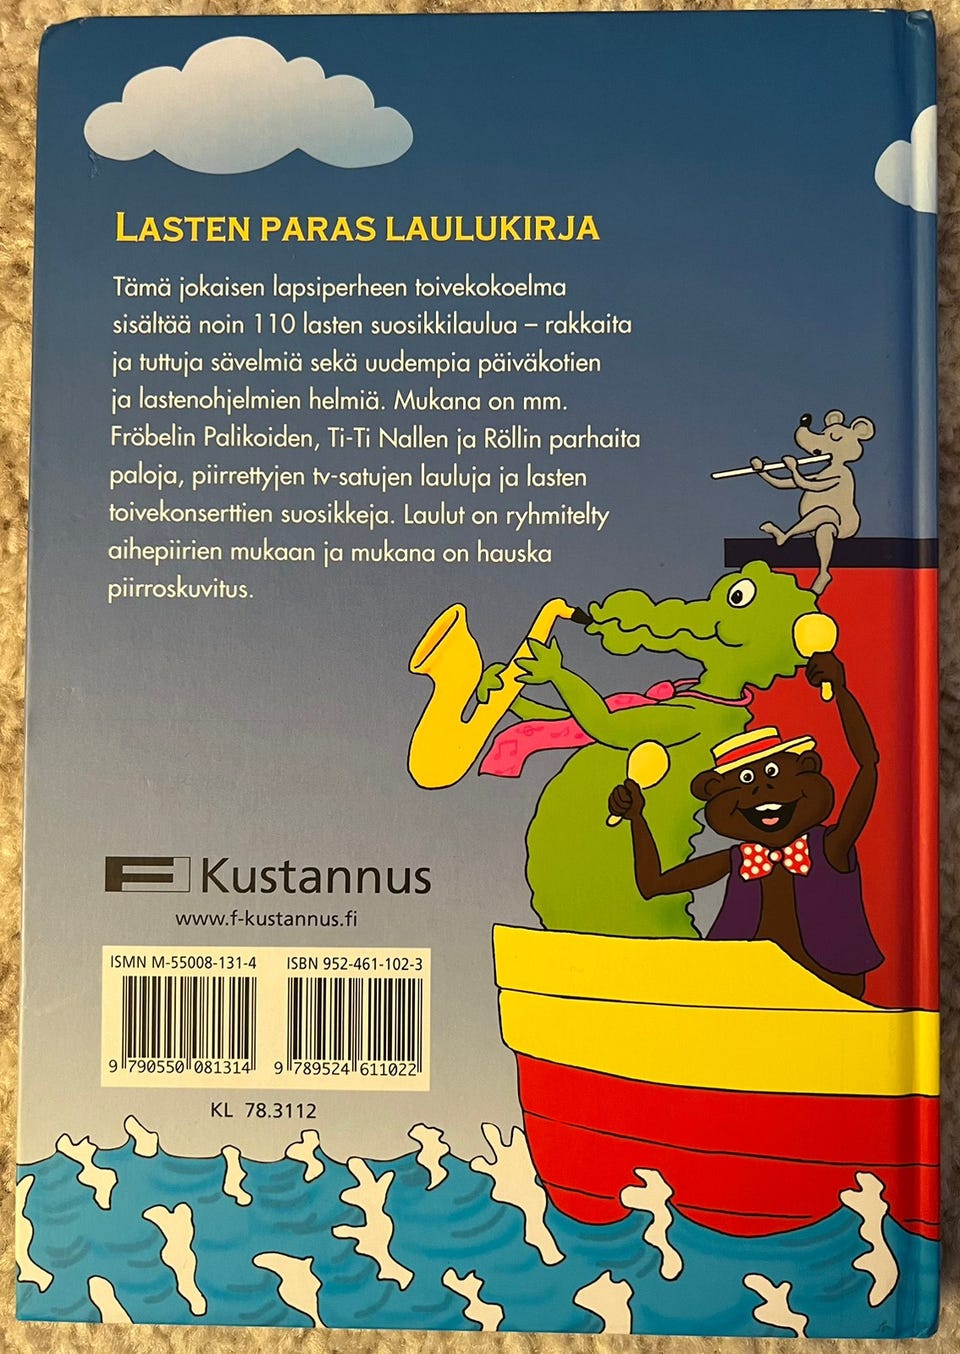 LASTEN PARAS LAULUKIRJA
Tämä jokaisen lapsiperheen toivekokoelma
sisältää noin 110 lasten suosikkilaulua – rakkaita
ja tuttuja sävelmiä sekä uudempia päiväkotien
ja lastenohjelmien helmiä. Mukana on mm.
Fröbelin Palikoiden, Ti-Ti Nallen ja Röllin parhaita
paloja, piirrettyjen tv-satujen lauluja ja lasten
toivekonserttien suosikkeja. Laulut on ryhmitelty
aihepiirien mukaan ja mukana on hauska
piirroskuvitus.
F Kustannus
www.f-kustannus.fi
ISMN M-55008-131-4 ISBN 952-461-102-3
9 790550 081314 9 789524 611022
KL 78.3112